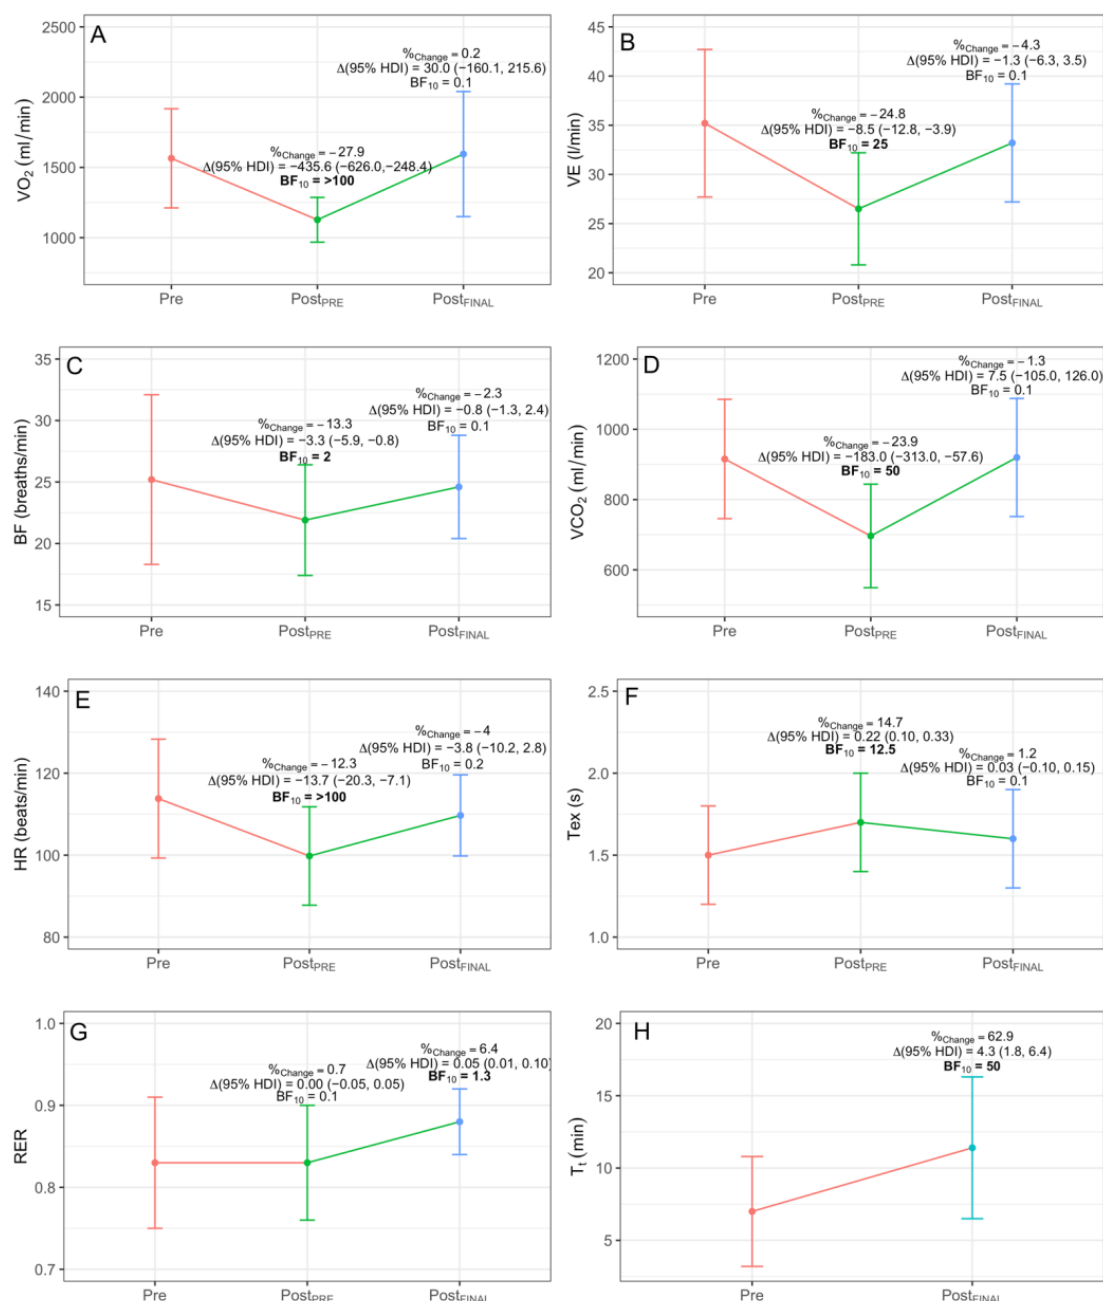 A
2500
2000
1500
1000
VO₂ (ml/min)
%Change = 0.2
Δ(95% HDI) = 30.0 (−160.1, 215.6)
BF₁₀ = 0.1
%Change = −27.9
Δ(95% HDI) = −435.6 (−626.0,−248.4)
BF₁₀ = >100
Pre PostPRE PostFINAL
B
45
40
35
30
25
20
VE (l/min)
%Change = −4.3
Δ(95% HDI) = −1.3 (−6.3, 3.5)
BF₁₀ = 0.1
%Change = −24.8
Δ(95% HDI) = −8.5 (−12.8, −3.9)
BF₁₀ = 25
Pre PostPRE PostFINAL
C
35
30
25
20
15
BF (breaths/min)
%Change = −2.3
Δ(95% HDI) = −0.8 (−1.3, 2.4)
BF₁₀ = 0.1
%Change = −13.3
Δ(95% HDI) = −3.3 (−5.9, −0.8)
BF₁₀ = 2
Pre PostPRE PostFINAL
D
1200
1000
800
600
VCO₂ (ml/min)
%Change = −1.3
Δ(95% HDI) = 7.5 (−105.0, 126.0)
BF₁₀ = 0.1
%Change = −23.9
Δ(95% HDI) = −183.0 (−313.0, −57.6)
BF₁₀ = 50
Pre PostPRE PostFINAL
E
140
120
100
80
HR (beats/min)
%Change = −4
Δ(95% HDI) = −3.8 (−10.2, 2.8)
BF₁₀ = 0.2
%Change = −12.3
Δ(95% HDI) = −13.7 (−20.3, −7.1)
BF₁₀ = >100
Pre PostPRE PostFINAL
F
2.5
2.0
1.5
1.0
Tex (s)
%Change = 14.7
Δ(95% HDI) = 0.22 (0.10, 0.33)
BF₁₀ = 12.5
%Change = 1.2
Δ(95% HDI) = 0.03 (−0.10, 0.15)
BF₁₀ = 0.1
Pre PostPRE PostFINAL
G
1.0
0.9
0.8
0.7
RER
%Change = 6.4
Δ(95% HDI) = 0.05 (0.01, 0.10)
BF₁₀ = 1.3
%Change = 0.7
Δ(95% HDI) = 0.00 (−0.05, 0.05)
BF₁₀ = 0.1
Pre PostPRE PostFINAL
H
20
15
10
5
Tt (min)
%Change = 62.9
Δ(95% HDI) = 4.3 (1.8, 6.4)
BF₁₀ = 50
Pre PostFINAL